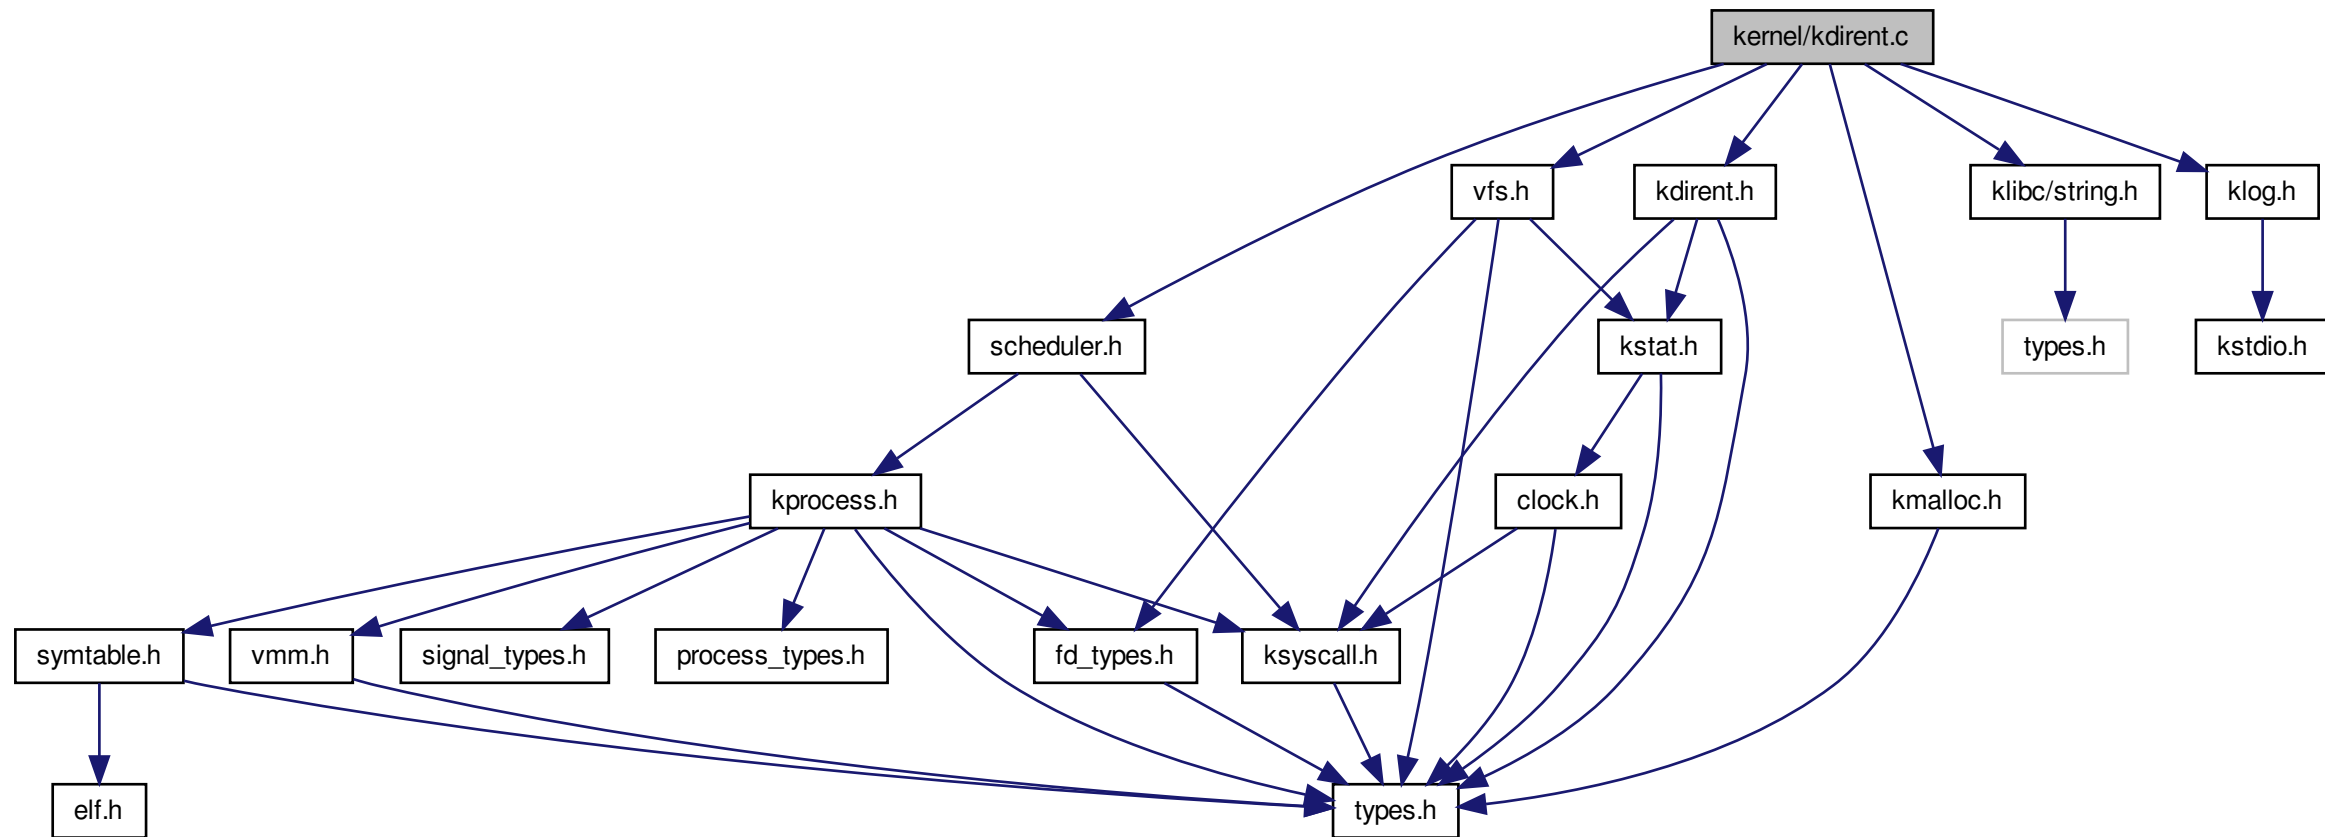 kernel/kdirent.c
vfs.h
kdirent.h
klibc/string.h
klog.h
scheduler.h
kstat.h
types.h
kstdio.h
kprocess.h
clock.h
kmalloc.h
symtable.h
vmm.h
signal_types.h
process_types.h
fd_types.h
ksyscall.h
elf.h
types.h